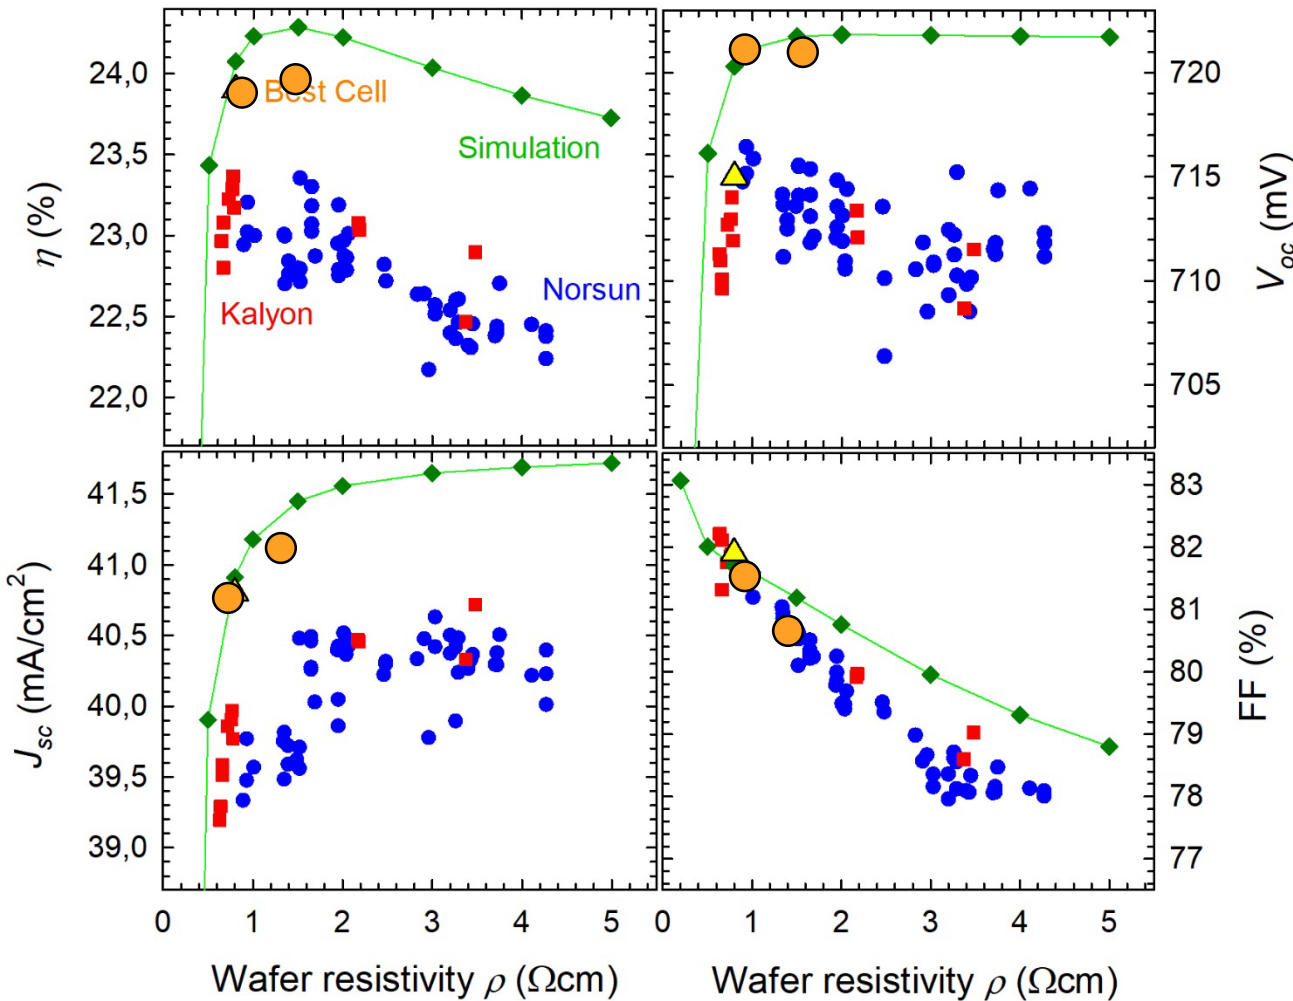 24,0
23,5
23,0
22,5
22,0
η (%)
Best Cell
Simulation
Norsun
Kalyon
720
715
710
705
V_oc (mV)
41,5
41,0
40,5
40,0
39,5
39,0
J_sc (mA/cm²)
83
82
81
80
79
78
77
FF (%)
0 1 2 3 4 5
1 2 3 4 5
Wafer resistivity ρ (Ωcm)
Wafer resistivity ρ (Ωcm)